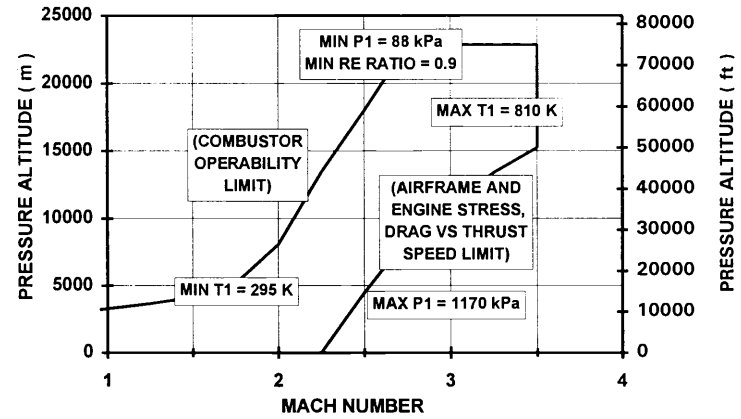 25000
20000
15000
10000
5000
0
PRESSURE ALTITUDE ( m )
MIN P1 = 88 kPa
MIN RE RATIO = 0.9
MAX T1 = 810 K
(COMBUSTOR
OPERABILITY
LIMIT)
(AIRFRAME AND
ENGINE STRESS,
DRAG VS THRUST
SPEED LIMIT)
MIN T1 = 295 K
MAX P1 = 1170 kPa
80000
70000
60000
50000
40000
30000
20000
10000
0
PRESSURE ALTITUDE ( ft )
1
2
3
4
MACH NUMBER